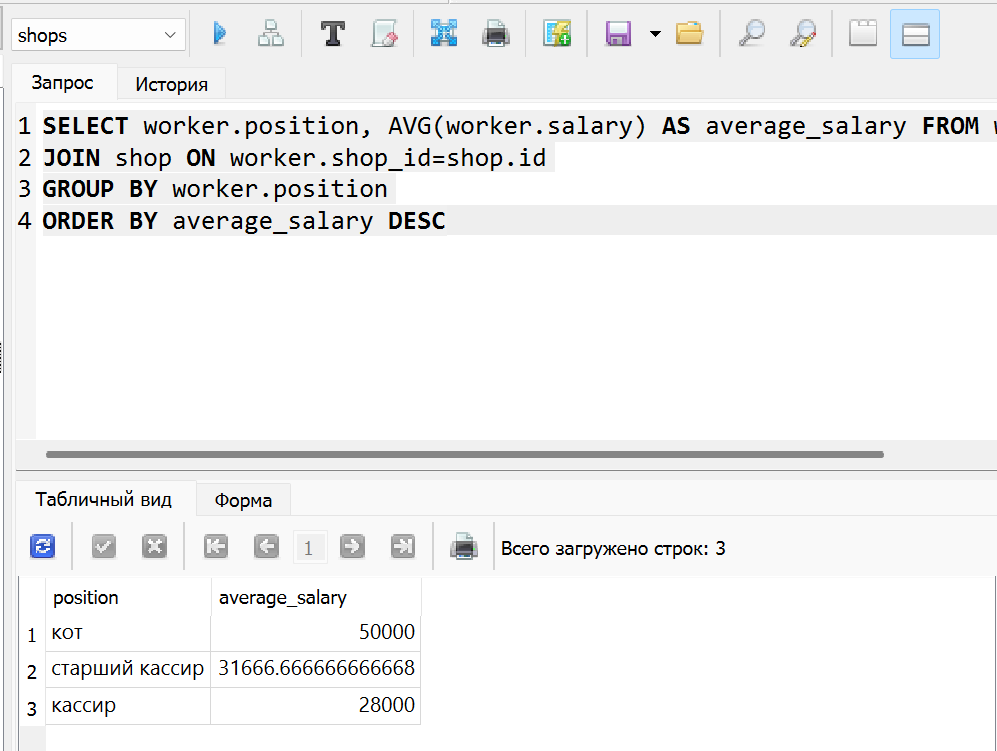 shops
Запрос
История
1 SELECT worker.position, AVG(worker.salary) AS average_salary FROM
2 JOIN shop ON worker.shop_id=shop.id
3 GROUP BY worker.position
4 ORDER BY average_salary DESC
Табличный вид
Форма
1
Всего загружено строк: 3
position average_salary
1 кот 50000
2 старший кассир 31666.666666666668
3 кассир 28000